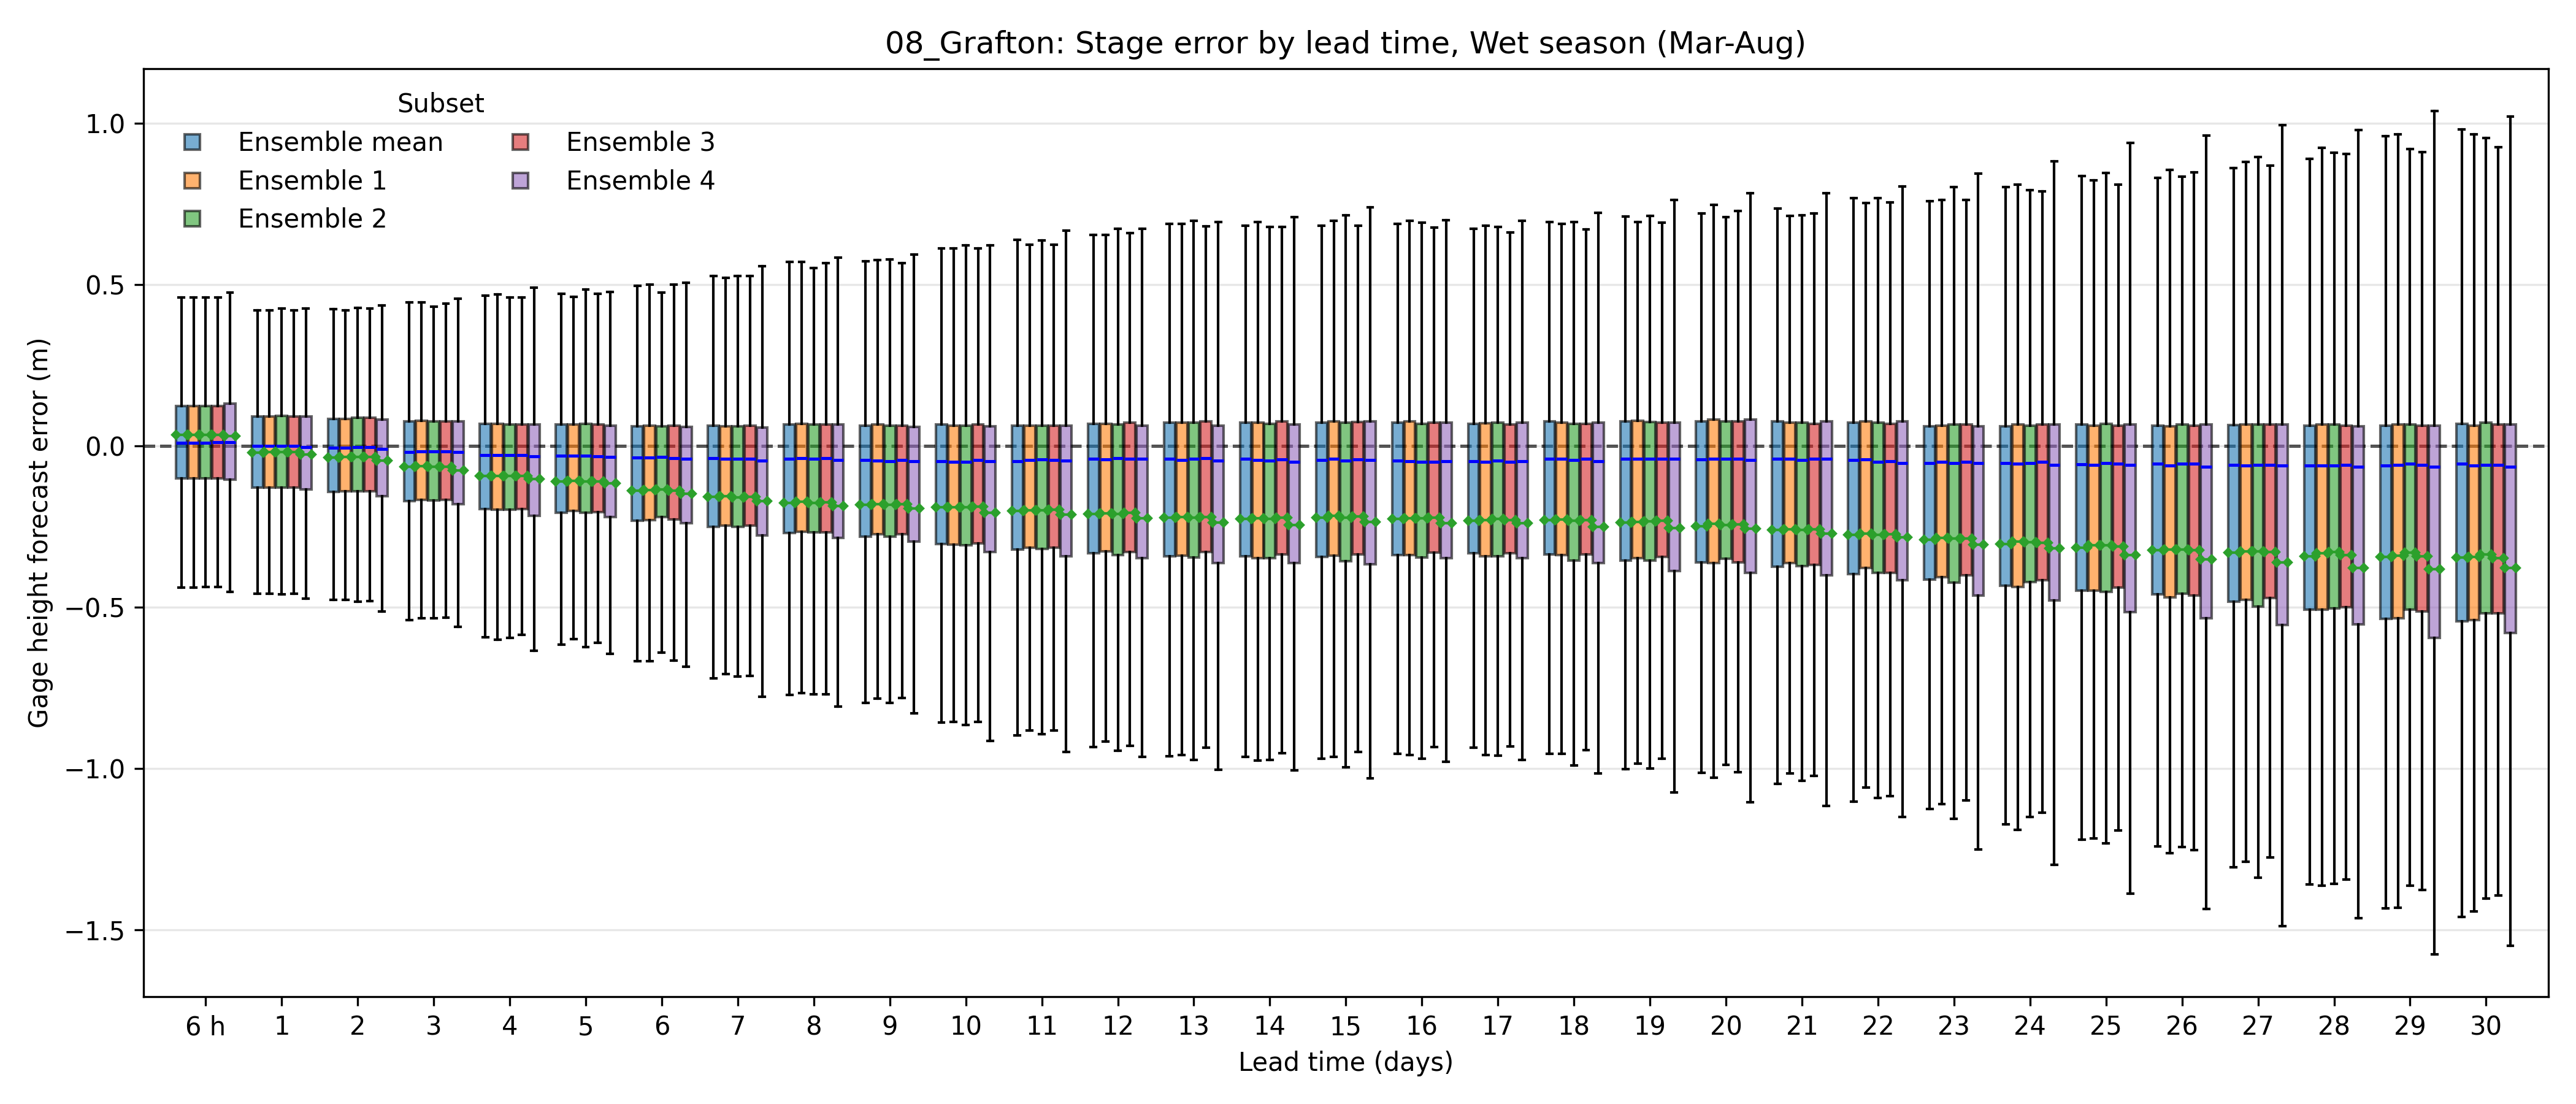 08_Grafton: Stage error by lead time, Wet season (Mar-Aug)
Subset
Ensemble mean
Ensemble 1
Ensemble 2
Ensemble 3
Ensemble 4
Gage height forecast error (m)
1.0
0.5
0.0
−0.5
−1.0
−1.5
6 h 1 2 3 4 5 6 7 8 9 10 11 12 13 14 15 16 17 18 19 20 21 22 23 24 25 26 27 28 29 30
Lead time (days)